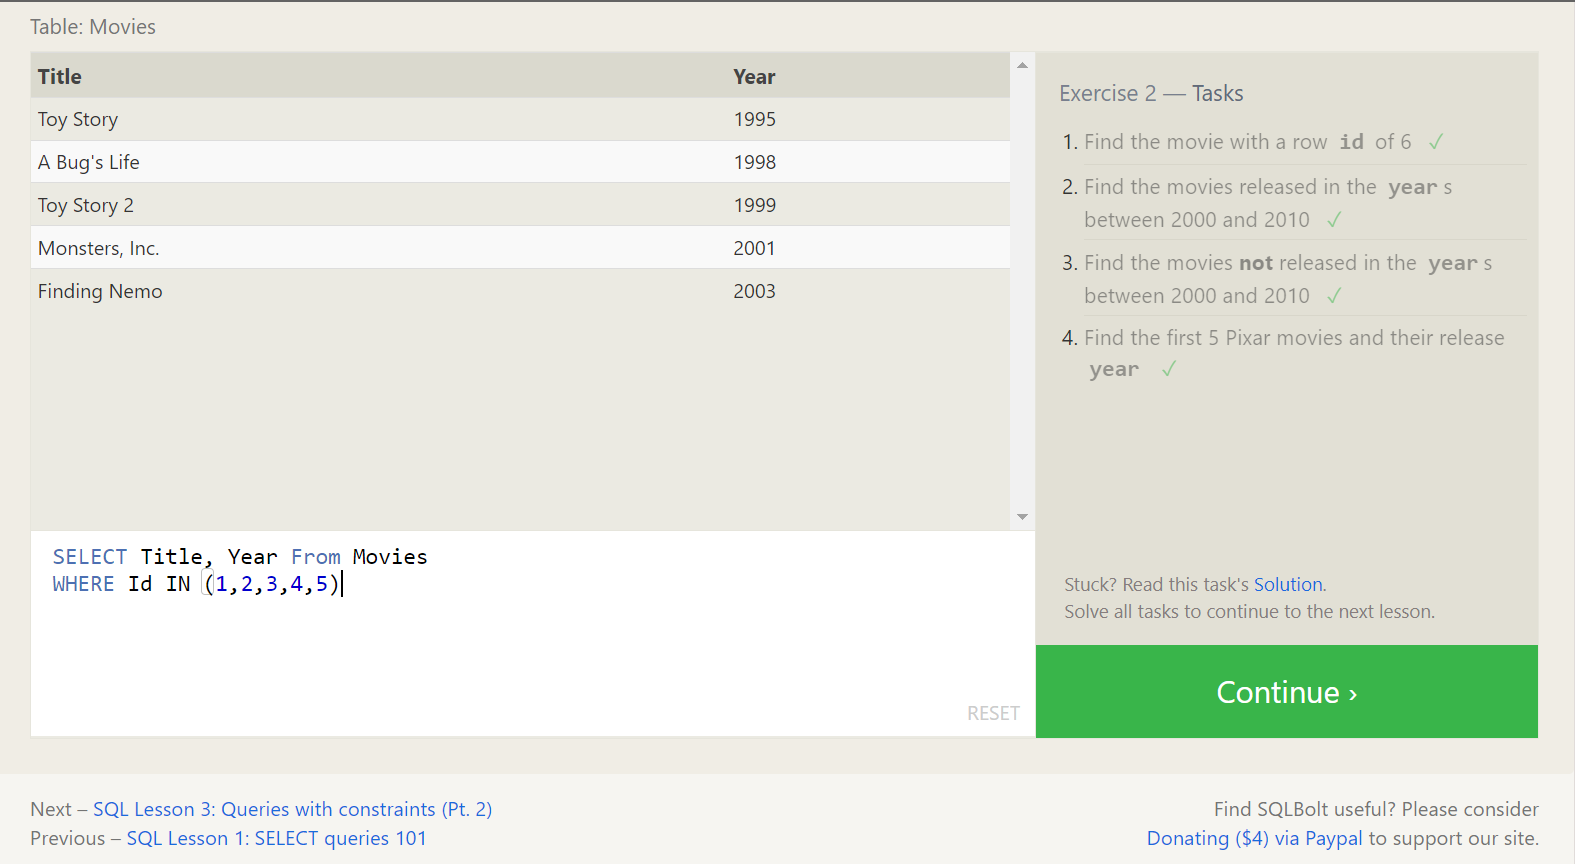 Table: Movies
Title Year
Toy Story 1995
A Bug's Life 1998
Toy Story 2 1999
Monsters, Inc. 2001
Finding Nemo 2003
SELECT Title, Year From Movies
WHERE Id IN (1,2,3,4,5)
RESET
Exercise 2 — Tasks
1. Find the movie with a row id of 6 ✓
2. Find the movies released in the year s
between 2000 and 2010 ✓
3. Find the movies not released in the year s
between 2000 and 2010 ✓
4. Find the first 5 Pixar movies and their release
year ✓
Stuck? Read this task's Solution.
Solve all tasks to continue to the next lesson.
Continue ›
Next – SQL Lesson 3: Queries with constraints (Pt. 2)
Previous – SQL Lesson 1: SELECT queries 101
Find SQLBolt useful? Please consider
Donating ($4) via Paypal to support our site.